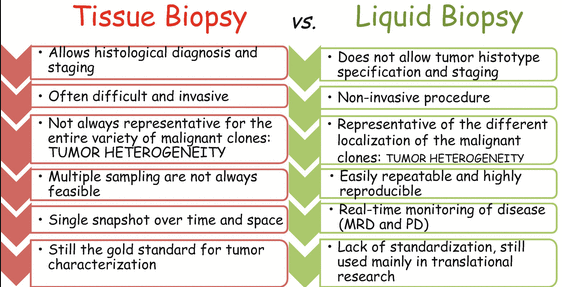 Tissue Biopsy vs. Liquid Biopsy
• Allows histological diagnosis and
staging
• Often difficult and invasive
• Not always representative for the
entire variety of malignant clones:
TUMOR HETEROGENEITY
• Multiple sampling are not always
feasible
• Single snapshot over time and space
• Still the gold standard for tumor
characterization
• Does not allow tumor histotype
specification and staging
• Non-invasive procedure
• Representative of the different
localization of the malignant
clones: TUMOR HETEROGENEITY
• Easily repeatable and highly
reproducible
• Real-time monitoring of disease
(MRD and PD)
• Lack of standardization, still
used mainly in translational
research